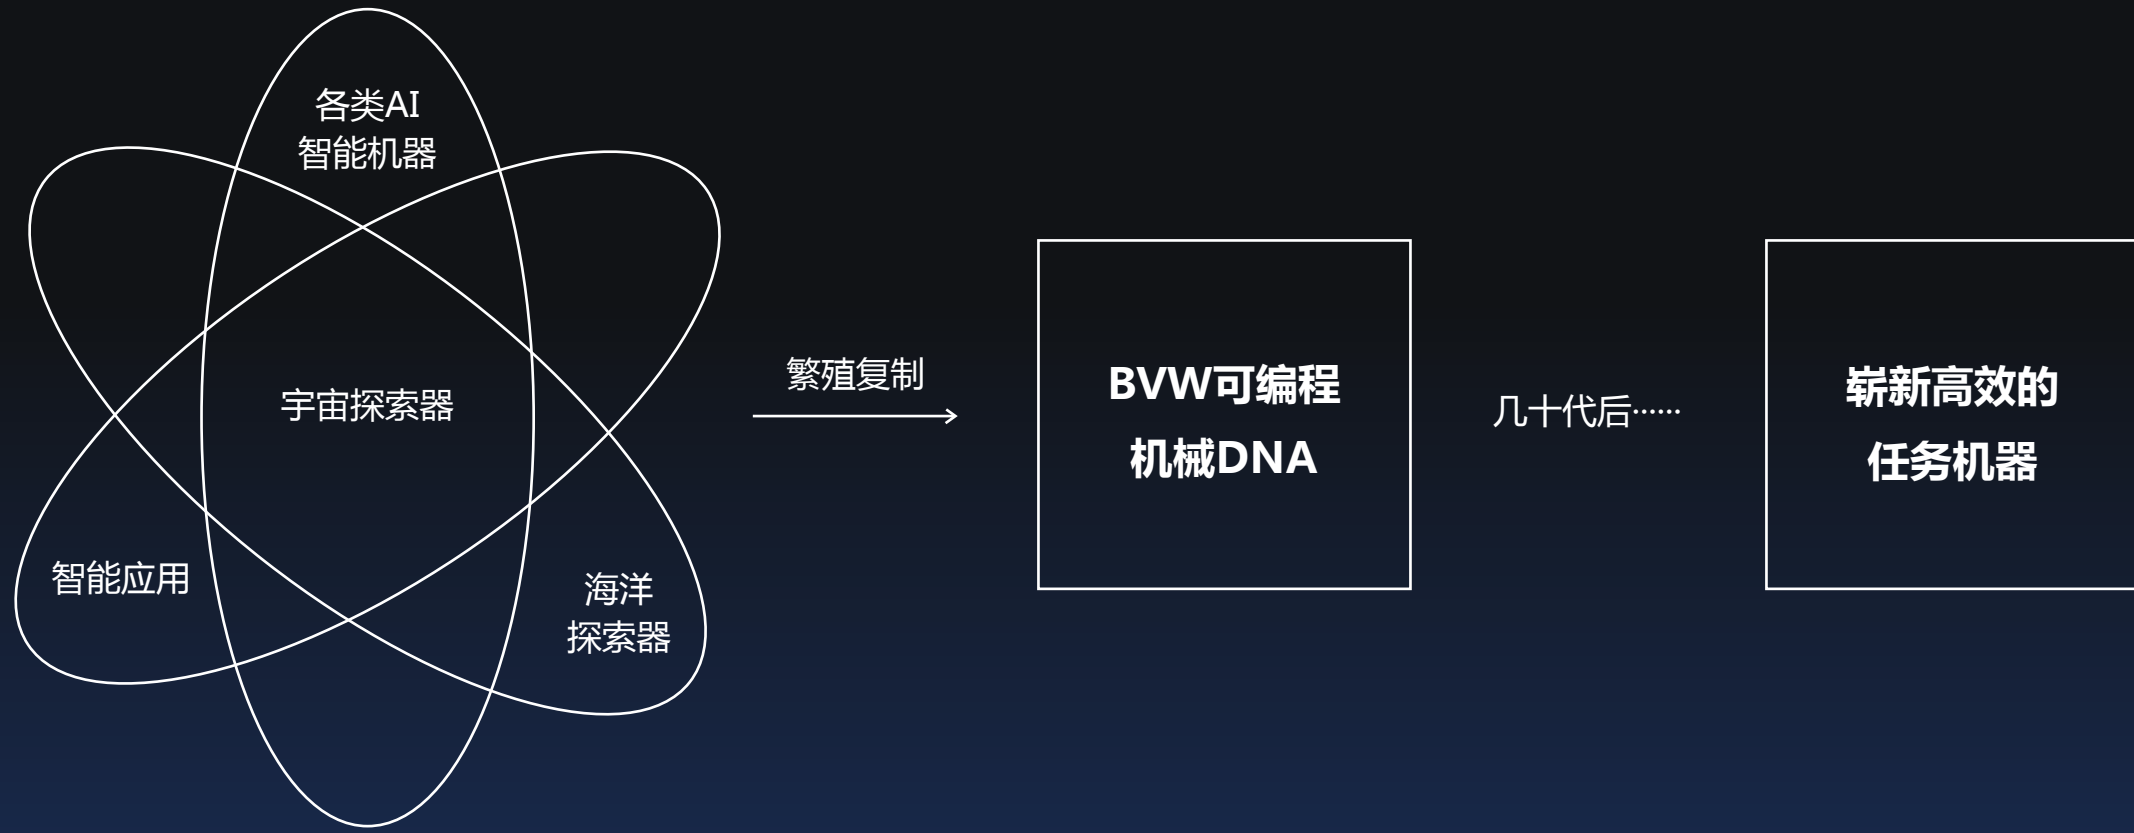 各类AI
智能机器
宇宙探索器
智能应用
海洋
探索器
繁殖复制
BVW可编程
机械DNA
几十代后······
崭新高效的
任务机器